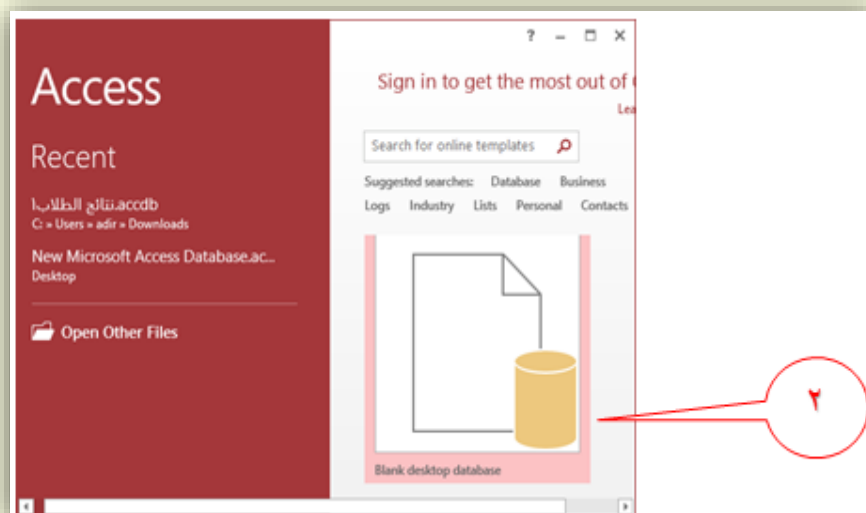 Access
Recent
نتائج الطلاب1.accdb
C: » Users » adir » Downloads
New Microsoft Access Database.ac...
Desktop
Open Other Files
?
Sign in to get the most out of
Lea
Search for online templates
Suggested searches: Database Business
Logs Industry Lists Personal Contacts
Blank desktop database
٢